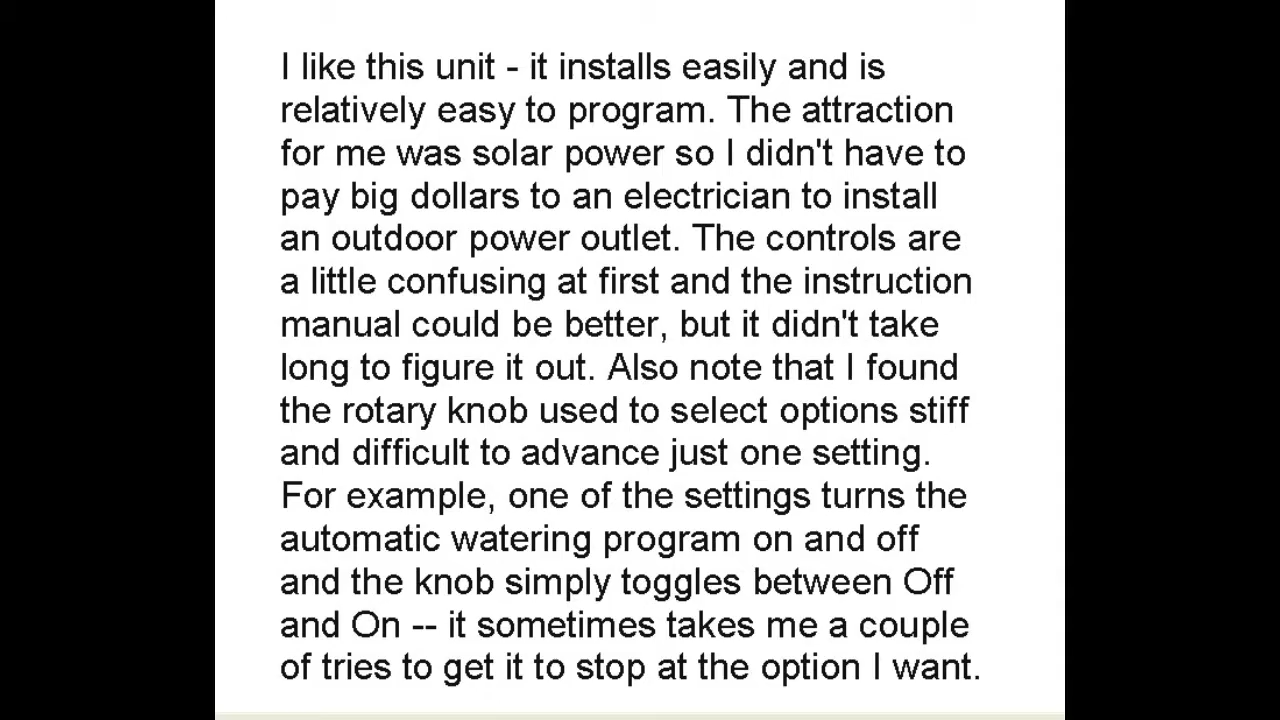 I like this unit - it installs easily and is
relatively easy to program. The attraction
for me was solar power so I didn't have to
pay big dollars to an electrician to install
an outdoor power outlet. The controls are
a little confusing at first and the instruction
manual could be better, but it didn't take
long to figure it out. Also note that I found
the rotary knob used to select options stiff
and difficult to advance just one setting.
For example, one of the settings turns the
automatic watering program on and off
and the knob simply toggles between Off
and On -- it sometimes takes me a couple
of tries to get it to stop at the option I want.